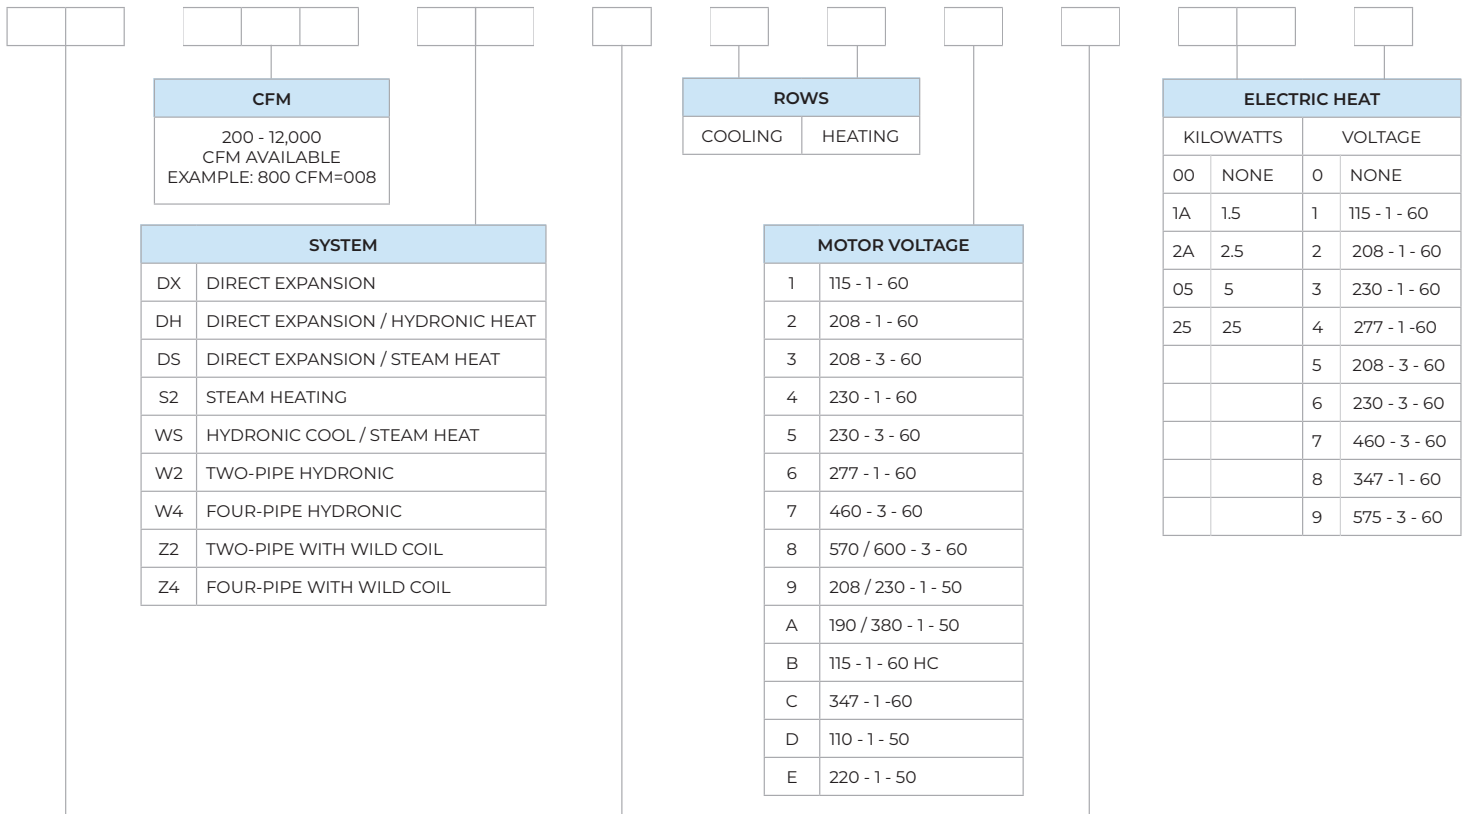 CFM
200 - 12,000
CFM AVAILABLE
EXAMPLE: 800 CFM=008
SYSTEM
DX DIRECT EXPANSION
DH DIRECT EXPANSION / HYDRONIC HEAT
DS DIRECT EXPANSION / STEAM HEAT
S2 STEAM HEATING
WS HYDRONIC COOL / STEAM HEAT
W2 TWO-PIPE HYDRONIC
W4 FOUR-PIPE HYDRONIC
Z2 TWO-PIPE WITH WILD COIL
Z4 FOUR-PIPE WITH WILD COIL
ROWS
COOLING HEATING
MOTOR VOLTAGE
1 115 - 1 - 60
2 208 - 1 - 60
3 208 - 3 - 60
4 230 - 1 - 60
5 230 - 3 - 60
6 277 - 1 - 60
7 460 - 3 - 60
8 570 / 600 - 3 - 60
9 208 / 230 - 1 - 50
A 190 / 380 - 1 - 50
B 115 - 1 - 60 HC
C 347 - 1 -60
D 110 - 1 - 50
E 220 - 1 - 50
ELECTRIC HEAT
KILOWATTS VOLTAGE
00 NONE 0 NONE
1A 1.5 1 115 - 1 - 60
2A 2.5 2 208 - 1 - 60
05 5 3 230 - 1 - 60
25 25 4 277 - 1 -60
5 208 - 3 - 60
6 230 - 3 - 60
7 460 - 3 - 60
8 347 - 1 - 60
9 575 - 3 - 60